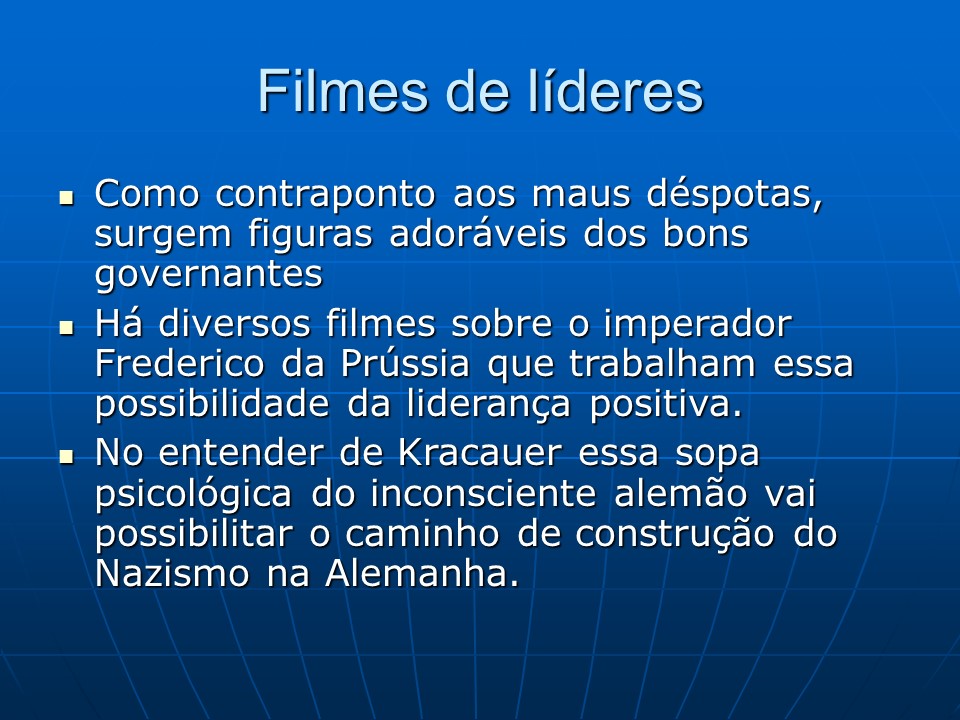 Filmes de líderes
Como contraponto aos maus déspotas,
surgem figuras adoráveis dos bons
governantes
Há diversos filmes sobre o imperador
Frederico da Prússia que trabalham essa
possibilidade da liderança positiva.
No entender de Kracauer essa sopa
psicológica do inconsciente alemão vai
possibilitar o caminho de construção do
Nazismo na Alemanha.